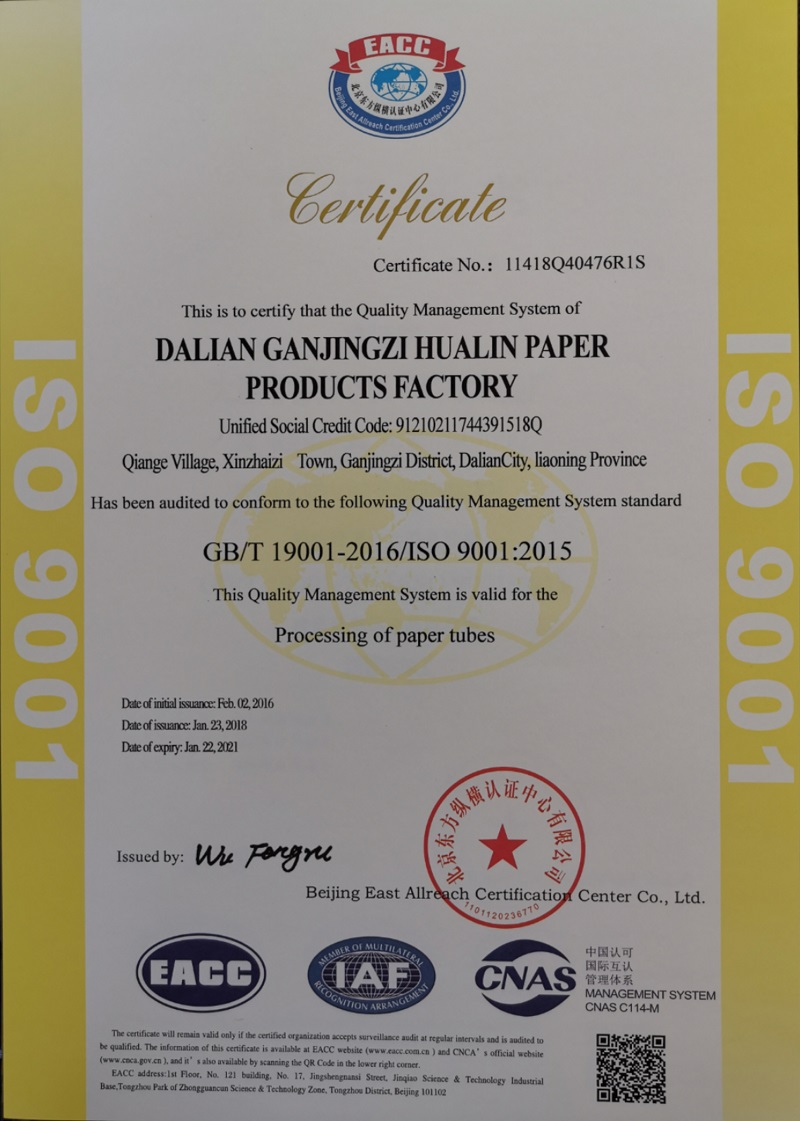 EACC
北京东方纵横认证中心有限公司
Beijing East Allreach Certification Center Co., Ltd.
Certificate
Certificate No.: 11418Q40476R1S
This is to certify that the Quality Management System of
DALIAN GANJINGZI HUALIN PAPER
PRODUCTS FACTORY
Unified Social Credit Code: 91210211744391518Q
Qiange Village, Xinzhaizi Town, Ganjingzi District, DalianCity, liaoning Province
Has been audited to conform to the following Quality Management System standard
GB/T 19001-2016/ISO 9001:2015
This Quality Management System is valid for the
Processing of paper tubes
ISO 9001
ISO 9001
Date of initial issuance: Feb. 02, 2016
Date of issuance: Jan. 23, 2018
Date of expiry: Jan. 22, 2021
北京东方纵横认证中心有限公司
1101120236770
Issued by: Wu Fongru
Beijing East Allreach Certification Center Co., Ltd.
EACC
MEMBER OF MULTILATERAL
IAF
RECOGNITION ARRANGEMENT
CNAS
中国认可
国际互认
管理体系
MANAGEMENT SYSTEM
CNAS C114-M
The certificate will remain valid only if the certified organization accepts surveillance audit at regular intervals and is audited to
be qualified. The information of this certificate is available at EACC website (www.eacc.com.cn ) and CNCA's official website
(www.cnca.gov.cn ), and it's also available by scanning the QR Code in the lower right corner.
EACC address:1st Floor, No. 121 building, No. 17, Jingshengnansi Street, Jinqiao Science & Technology Industrial
Base,Tongzhou Park of Zhongguancun Science & Technology Zone, Tongzhou District, Beijing 101102